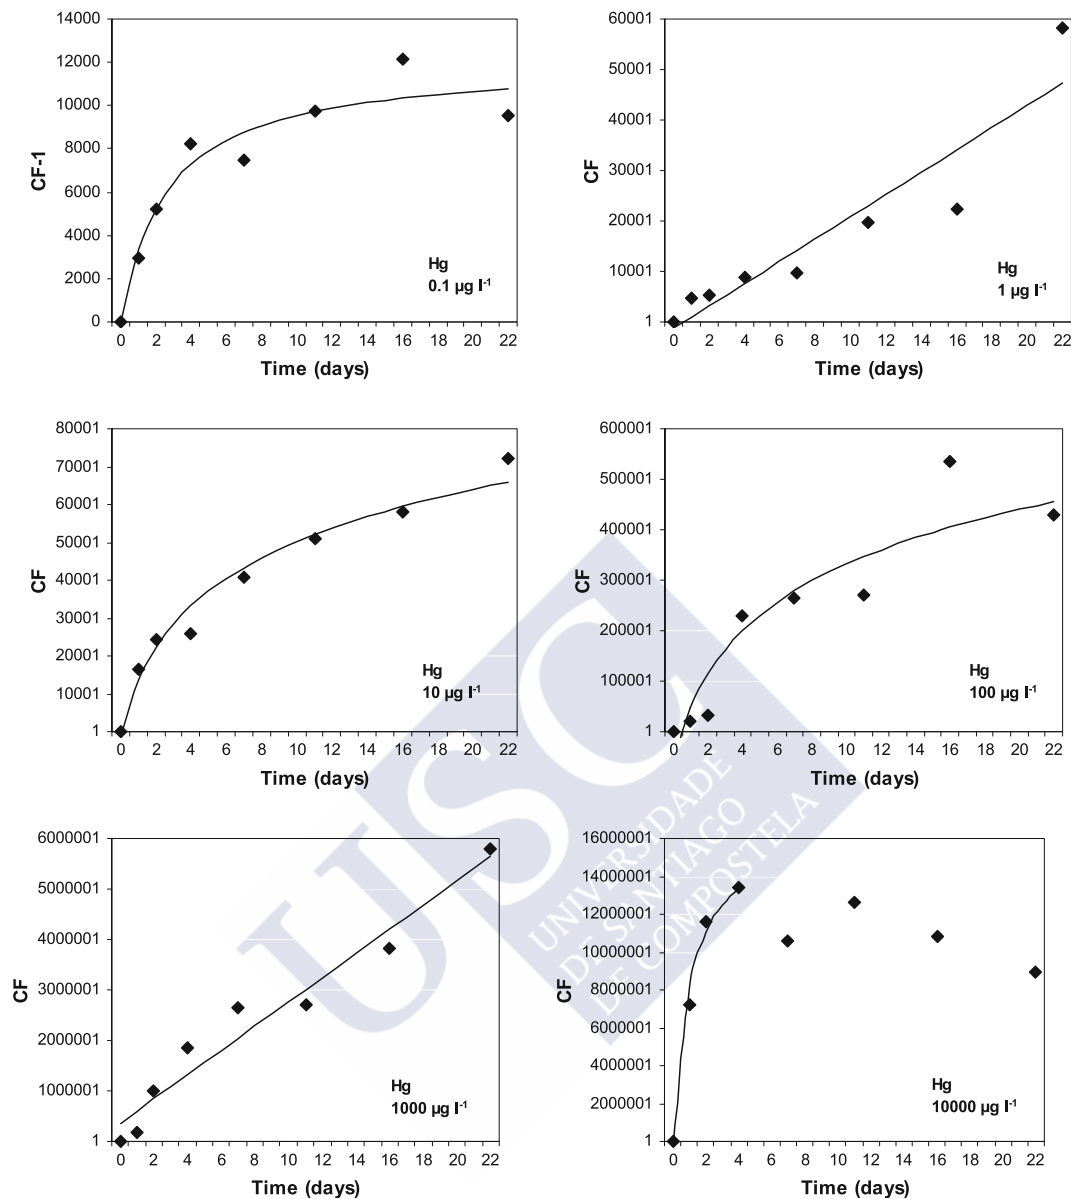 14000
12000
10000
8000
6000
4000
2000
0
CF-1
0 2 4 6 8 10 12 14 16 18 20 22
Time (days)
Hg
0.1 µg l-1
60001
50001
40001
30001
20001
10001
1
CF
0 2 4 6 8 10 12 14 16 18 20 22
Time (days)
Hg
1 µg l-1
80001
70001
60001
50001
40001
30001
20001
10001
1
CF
0 2 4 6 8 10 12 14 16 18 20 22
Time (days)
Hg
10 µg l-1
600001
500001
400001
300001
200001
100001
1
CF
0 2 4 6 8 10 12 14 16 18 20 22
Time (days)
Hg
100 µg l-1
6000001
5000001
4000001
3000001
2000001
1000001
1
CF
0 2 4 6 8 10 12 14 16 18 20 22
Time (days)
Hg
1000 µg l-1
16000001
14000001
12000001
10000001
8000001
6000001
4000001
2000001
1
CF
0 2 4 6 8 10 12 14 16 18 20 22
Time (days)
Hg
10000 µg l-1
USC
UNIVERSIDADE
DE SANTIAGO
DE COMPOSTELA